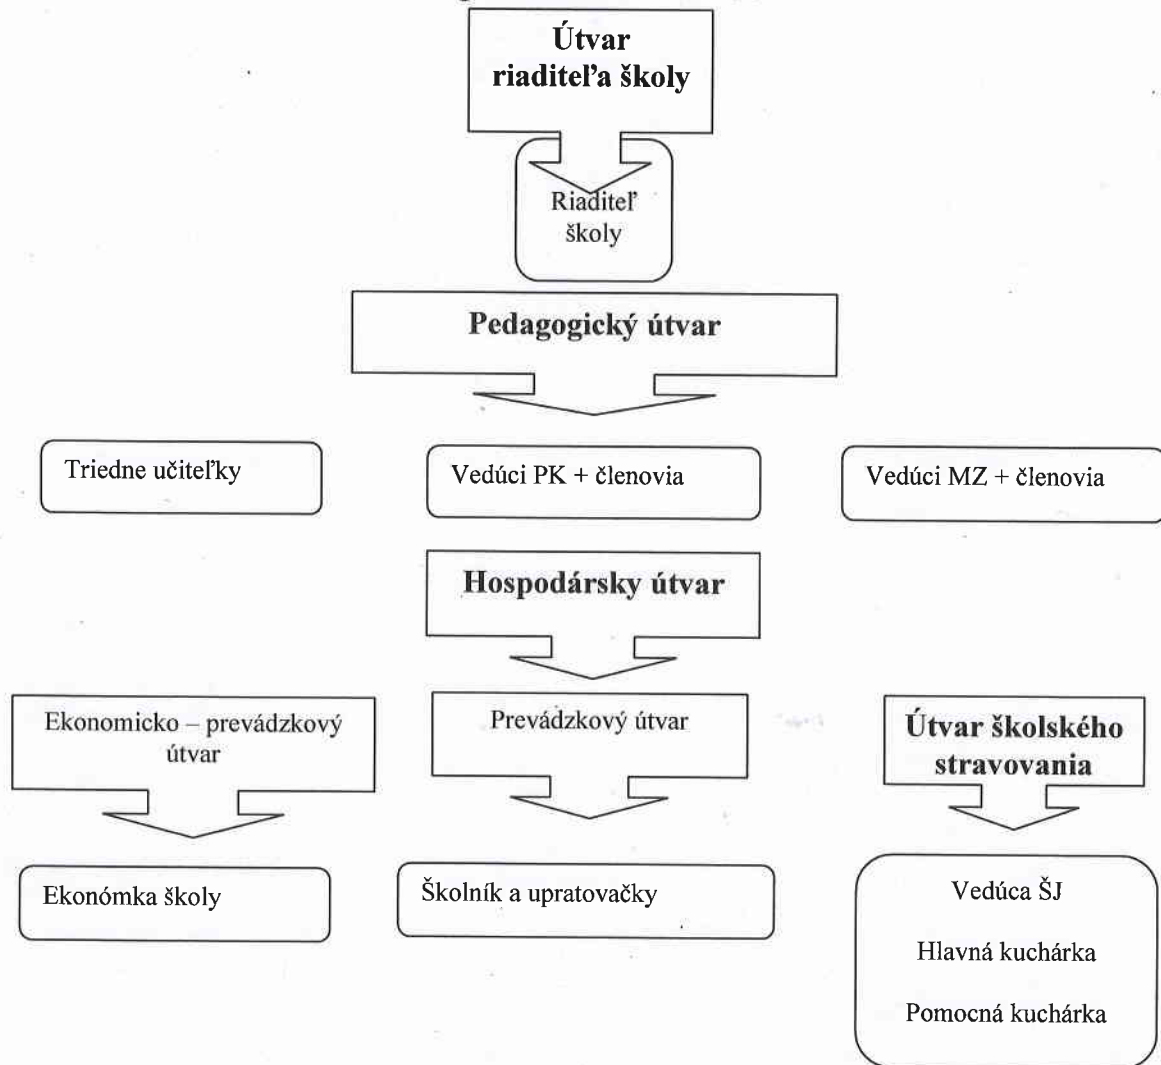 Útvar
riaditeľa školy
Riaditeľ
školy
Pedagogický útvar
Triedne učiteľky
Vedúci PK + členovia
Vedúci MZ + členovia
Hospodársky útvar
Ekonomicko – prevádzkový
útvar
Prevádzkový útvar
Útvar školského
stravovania
Ekonómka školy
Školník a upratovačky
Vedúca ŠJ
Hlavná kuchárka
Pomocná kuchárka